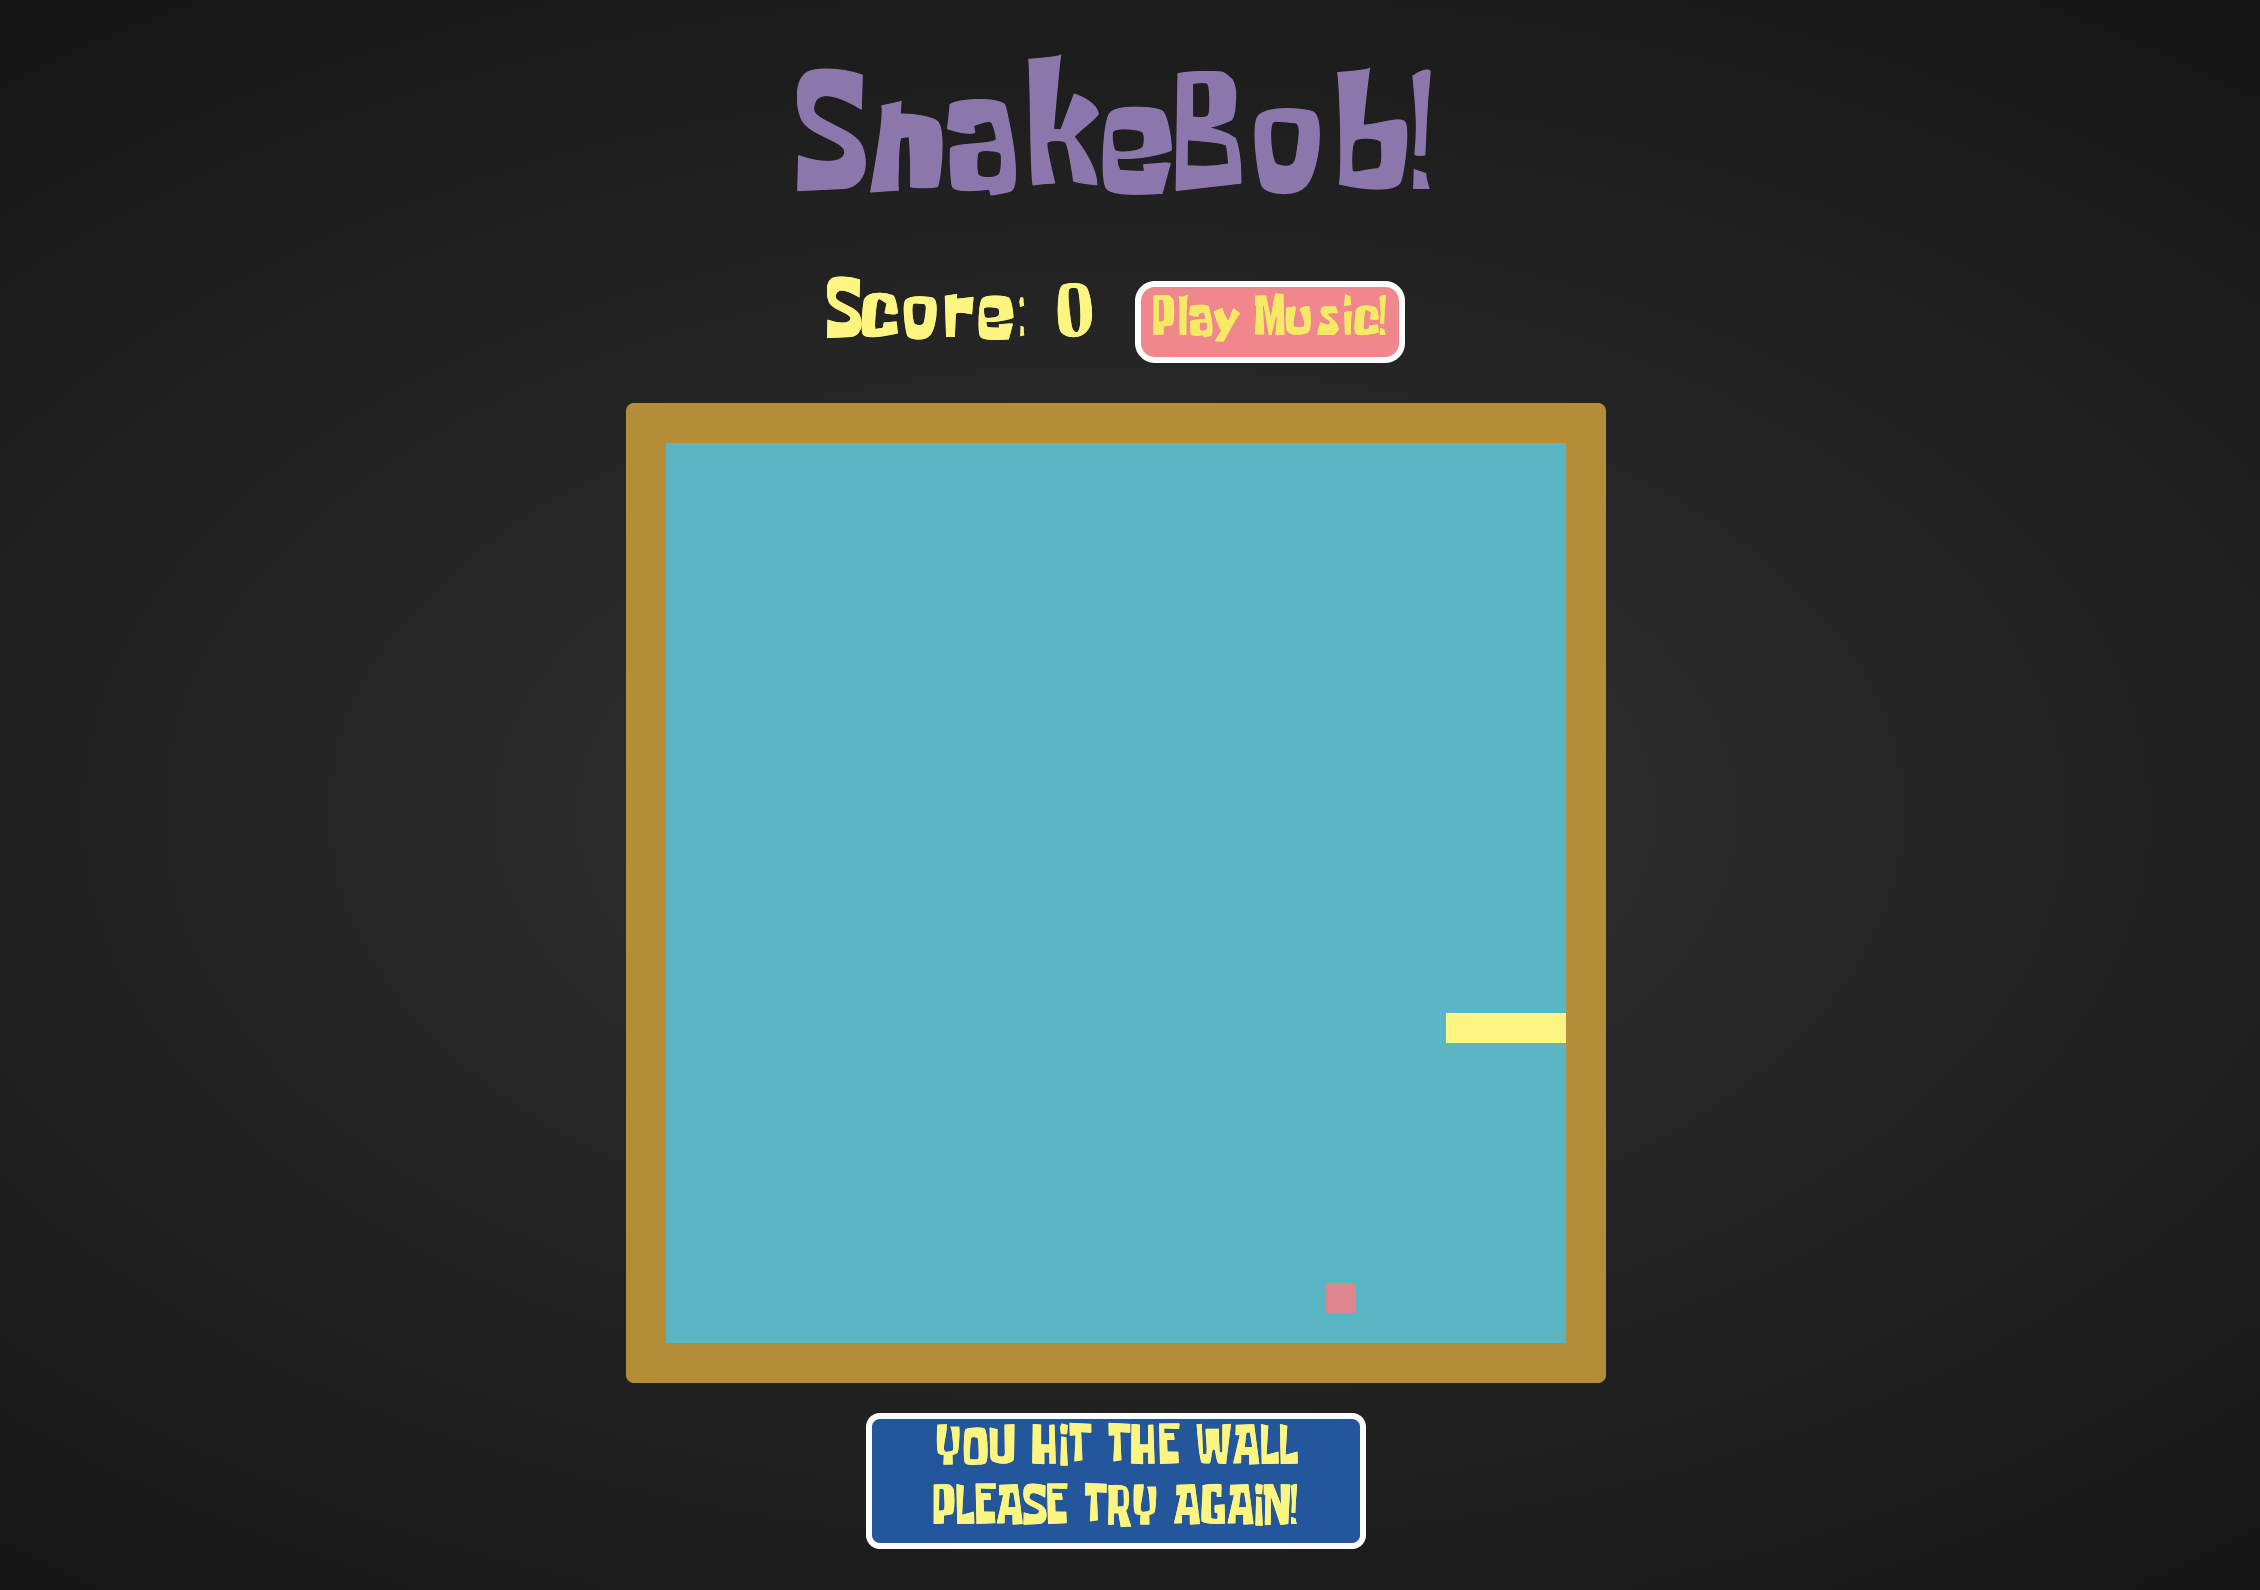 SnakeBob!
Score: 0
Play Music!
YOU HiT THE WALL
PLEASE TRY AGAiN!